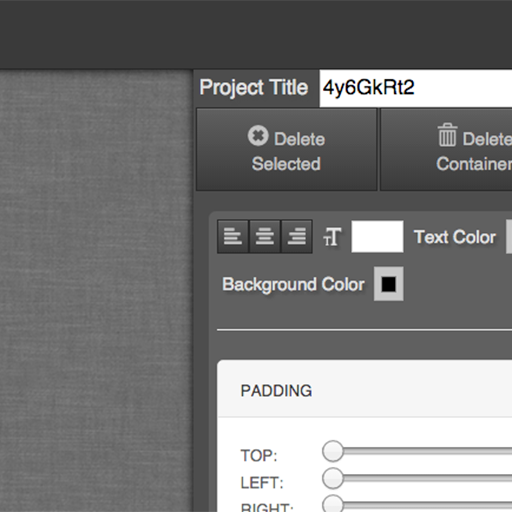 Project Title 4y6GkRt2
Delete
Selected
Delete
Container
Text Color
Background Color
PADDING
TOP:
LEFT:
RIGHT: